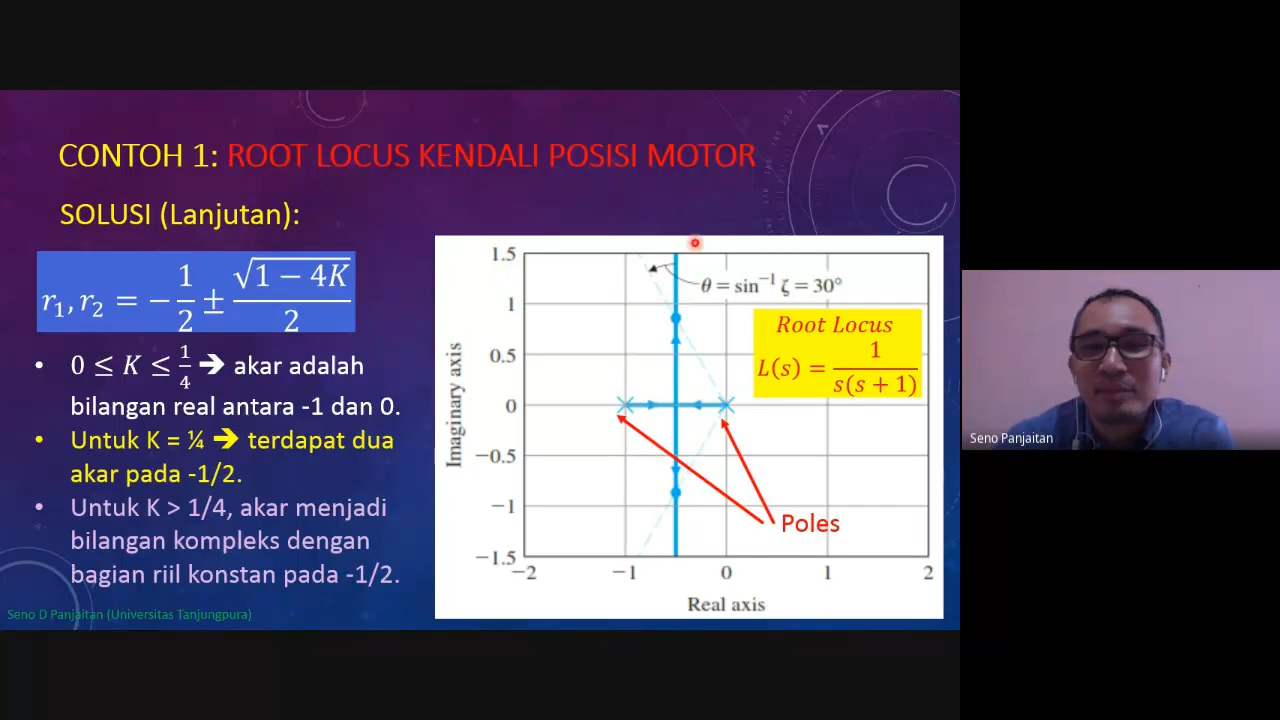 CONTOH 1: ROOT LOCUS KENDALI POSISI MOTOR
SOLUSI (Lanjutan):
r₁, r₂ = −1/2 ± √(1 − 4K)/2
• 0 ≤ K ≤ 1/4 ➔ akar adalah
bilangan real antara -1 dan 0.
• Untuk K = ¼ ➔ terdapat dua
akar pada -1/2.
• Untuk K > 1/4, akar menjadi
bilangan kompleks dengan
bagian riil konstan pada -1/2.
Seno D Panjaitan (Universitas Tanjungpura)
1.5
1
0.5
0
−0.5
−1
−1.5
Imaginary axis
θ = sin⁻¹ ζ = 30°
Root Locus
L(s) = 1/s(s + 1)
Poles
−2 −1 0 1 2
Real axis
Seno Panjaitan